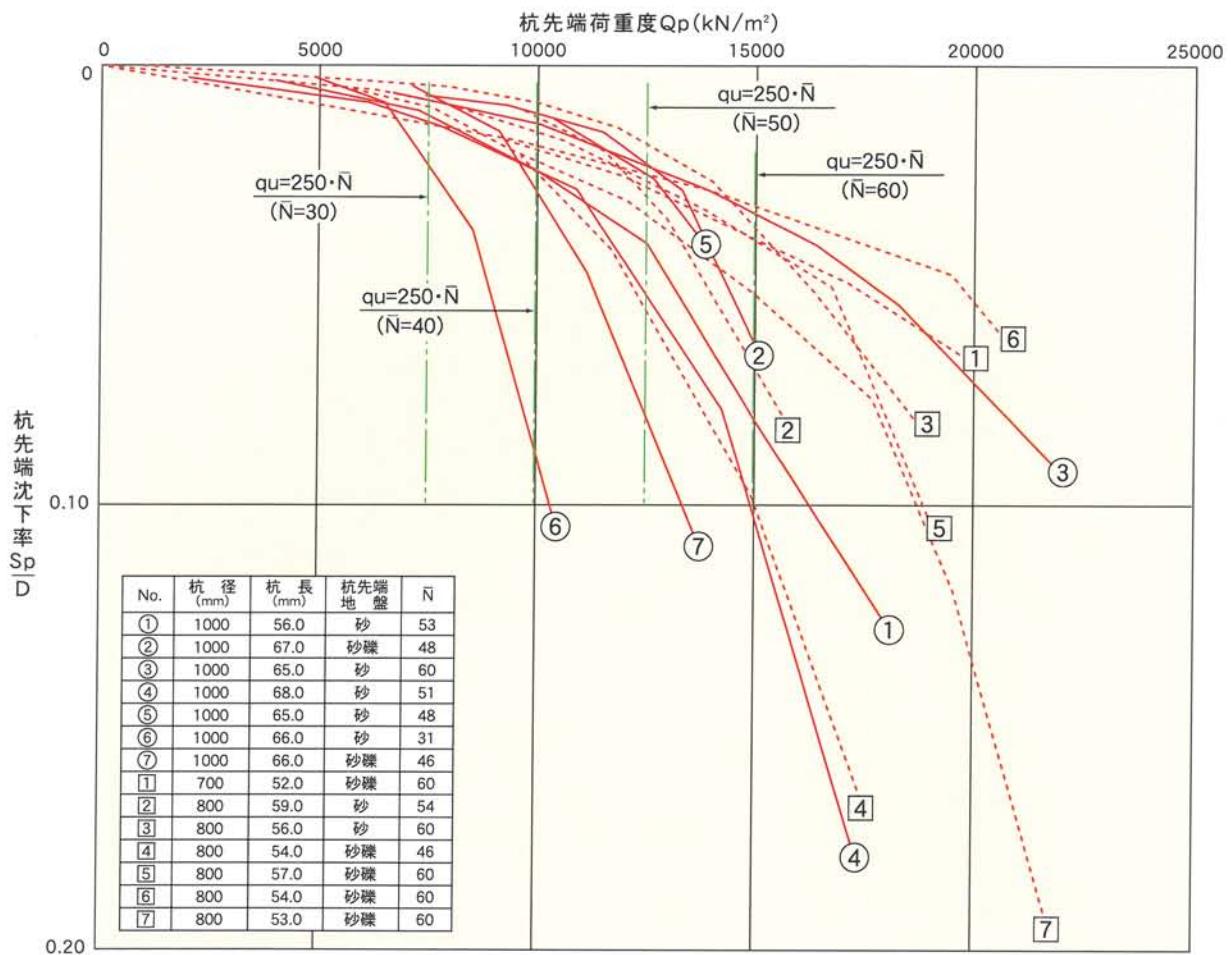 杭先端荷重度Qp(kN/m²)
0 5000 10000 15000 20000 25000
0
qu=250·N̄
(N̄=50)
qu=250·N̄
(N̄=60)
qu=250·N̄
(N̄=30)
qu=250·N̄
(N̄=40)
⑤
②
6
1
2
3
③
杭先端沈下率 Sp/D
0.10
⑥
⑦
5
①
4
④
7
0.20
No. 杭径(mm) 杭長(mm) 杭先端地盤 N̄
① 1000 56.0 砂 53
② 1000 67.0 砂礫 48
③ 1000 65.0 砂 60
④ 1000 68.0 砂 51
⑤ 1000 65.0 砂 48
⑥ 1000 66.0 砂 31
⑦ 1000 66.0 砂礫 46
1 700 52.0 砂礫 60
2 800 59.0 砂 54
3 800 56.0 砂 60
4 800 54.0 砂礫 46
5 800 57.0 砂礫 60
6 800 54.0 砂礫 60
7 800 53.0 砂礫 60